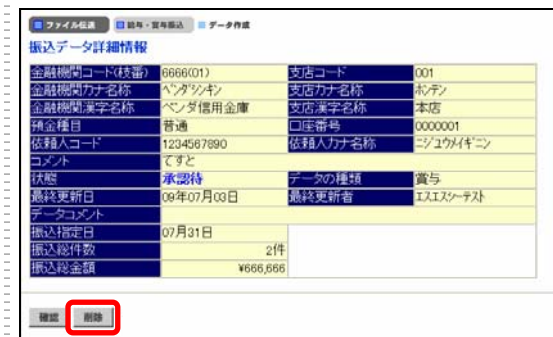 ファイル伝送 給与・賞与振込 データ作成
振込データ詳細情報
金融機関コード(枝番) 6666(01) 支店コード 001
金融機関カナ名称 ベンダシンキン 支店カナ名称 ホンテン
金融機関漢字名称 ベンダ信用金庫 支店漢字名称 本店
預金種目 普通 口座番号 0000001
依頼人コード 1234567890 依頼人カナ名称 ニジユウメイギニン
コメント てすと
状態 承認待 データの種類 賞与
最終更新日 09年07月03日 最終更新者 エスエスシーテスト
データコメント
振込指定日 07月31日
振込総件数 2件
振込総金額 ¥666,666
確認 削除